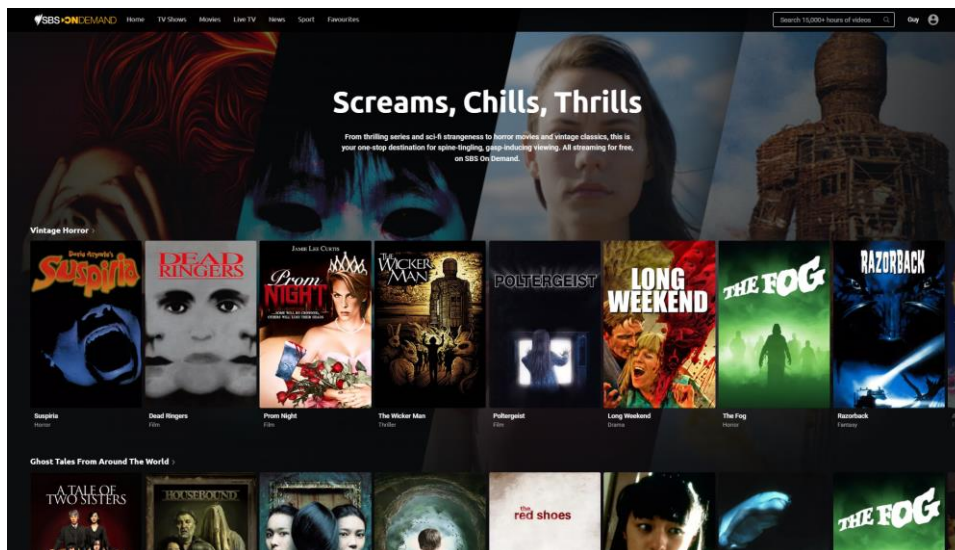 SBS ON DEMAND Home TV Shows Movies Live TV News Sport Favourites Search 15,000+ hours of videos Guy
Screams, Chills, Thrills
From thrilling series and sci-fi strangeness to horror movies and vintage classics, this is
your one-stop destination for spine-tingling, gasp-inducing viewing. All streaming for free,
on SBS On Demand.
Vintage Horror >
Dario Argento's
Suspiria
DEAD
RINGERS
JAMIE LEE CURTIS
Prom
NIGHT
THE
WICKER
MAN
POLTERGEIST
LONG
WEEKEND
THE FOG
RAZORBACK
Suspiria
Horror
Dead Ringers
Film
Prom Night
Film
The Wicker Man
Thriller
Poltergeist
Film
Long Weekend
Drama
The Fog
Horror
Razorback
Fantasy
Ghost Tales From Around The World >
A TALE OF
TWO SISTERS
HOUSEBOUND
the
red shoes
THE FOG